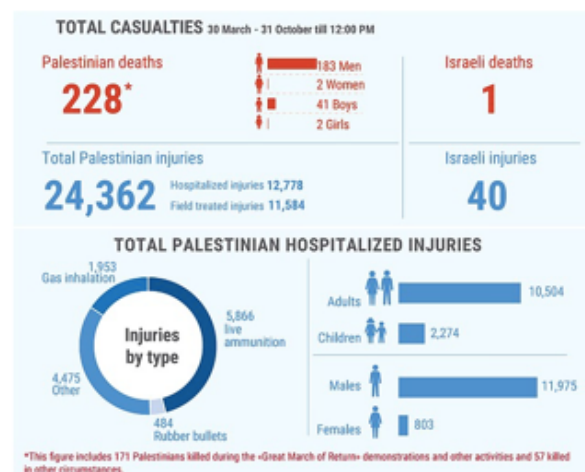 TOTAL CASUALTIES 30 March - 31 October till 12:00 PM
Palestinian deaths
228*
183 Men
2 Women
41 Boys
2 Girls
Israeli deaths
1
Total Palestinian injuries
24,362
Hospitalized injuries 12,778
Field treated injuries 11,584
Israeli injuries
40
TOTAL PALESTINIAN HOSPITALIZED INJURIES
1,953
Gas inhalation
Injuries
by type
5,866
live
ammunition
4,475
Other
484
Rubber bullets
Adults 10,504
Children 2,274
Males 11,975
Females 803
*This figure includes 171 Palestinians killed during the «Great March of Return» demonstrations and other activities and 57 killed
in other circumstances.